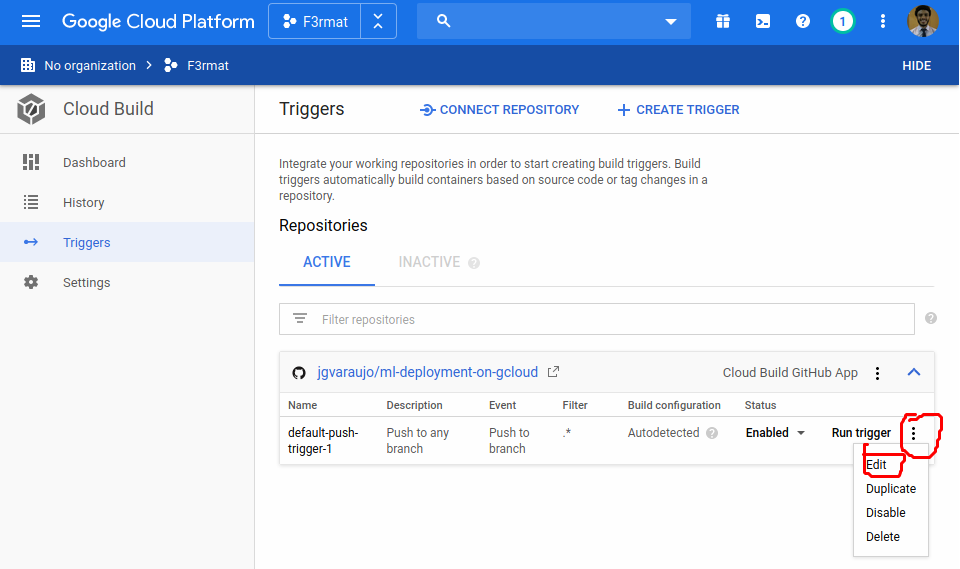 Google Cloud Platform F3rmat 1
No organization F3rmat HIDE
Cloud Build
Dashboard
History
Triggers
Settings
Triggers CONNECT REPOSITORY CREATE TRIGGER
Integrate your working repositories in order to start creating build triggers. Build
triggers automatically build containers based on source code or tag changes in a
repository.
Repositories
ACTIVE INACTIVE
Filter repositories
jgvaraujo/ml-deployment-on-gcloud Cloud Build GitHub App
Name Description Event Filter Build configuration Status
default-push- Push to any Push to .* Autodetected Enabled Run trigger
trigger-1 branch branch
Edit
Duplicate
Disable
Delete